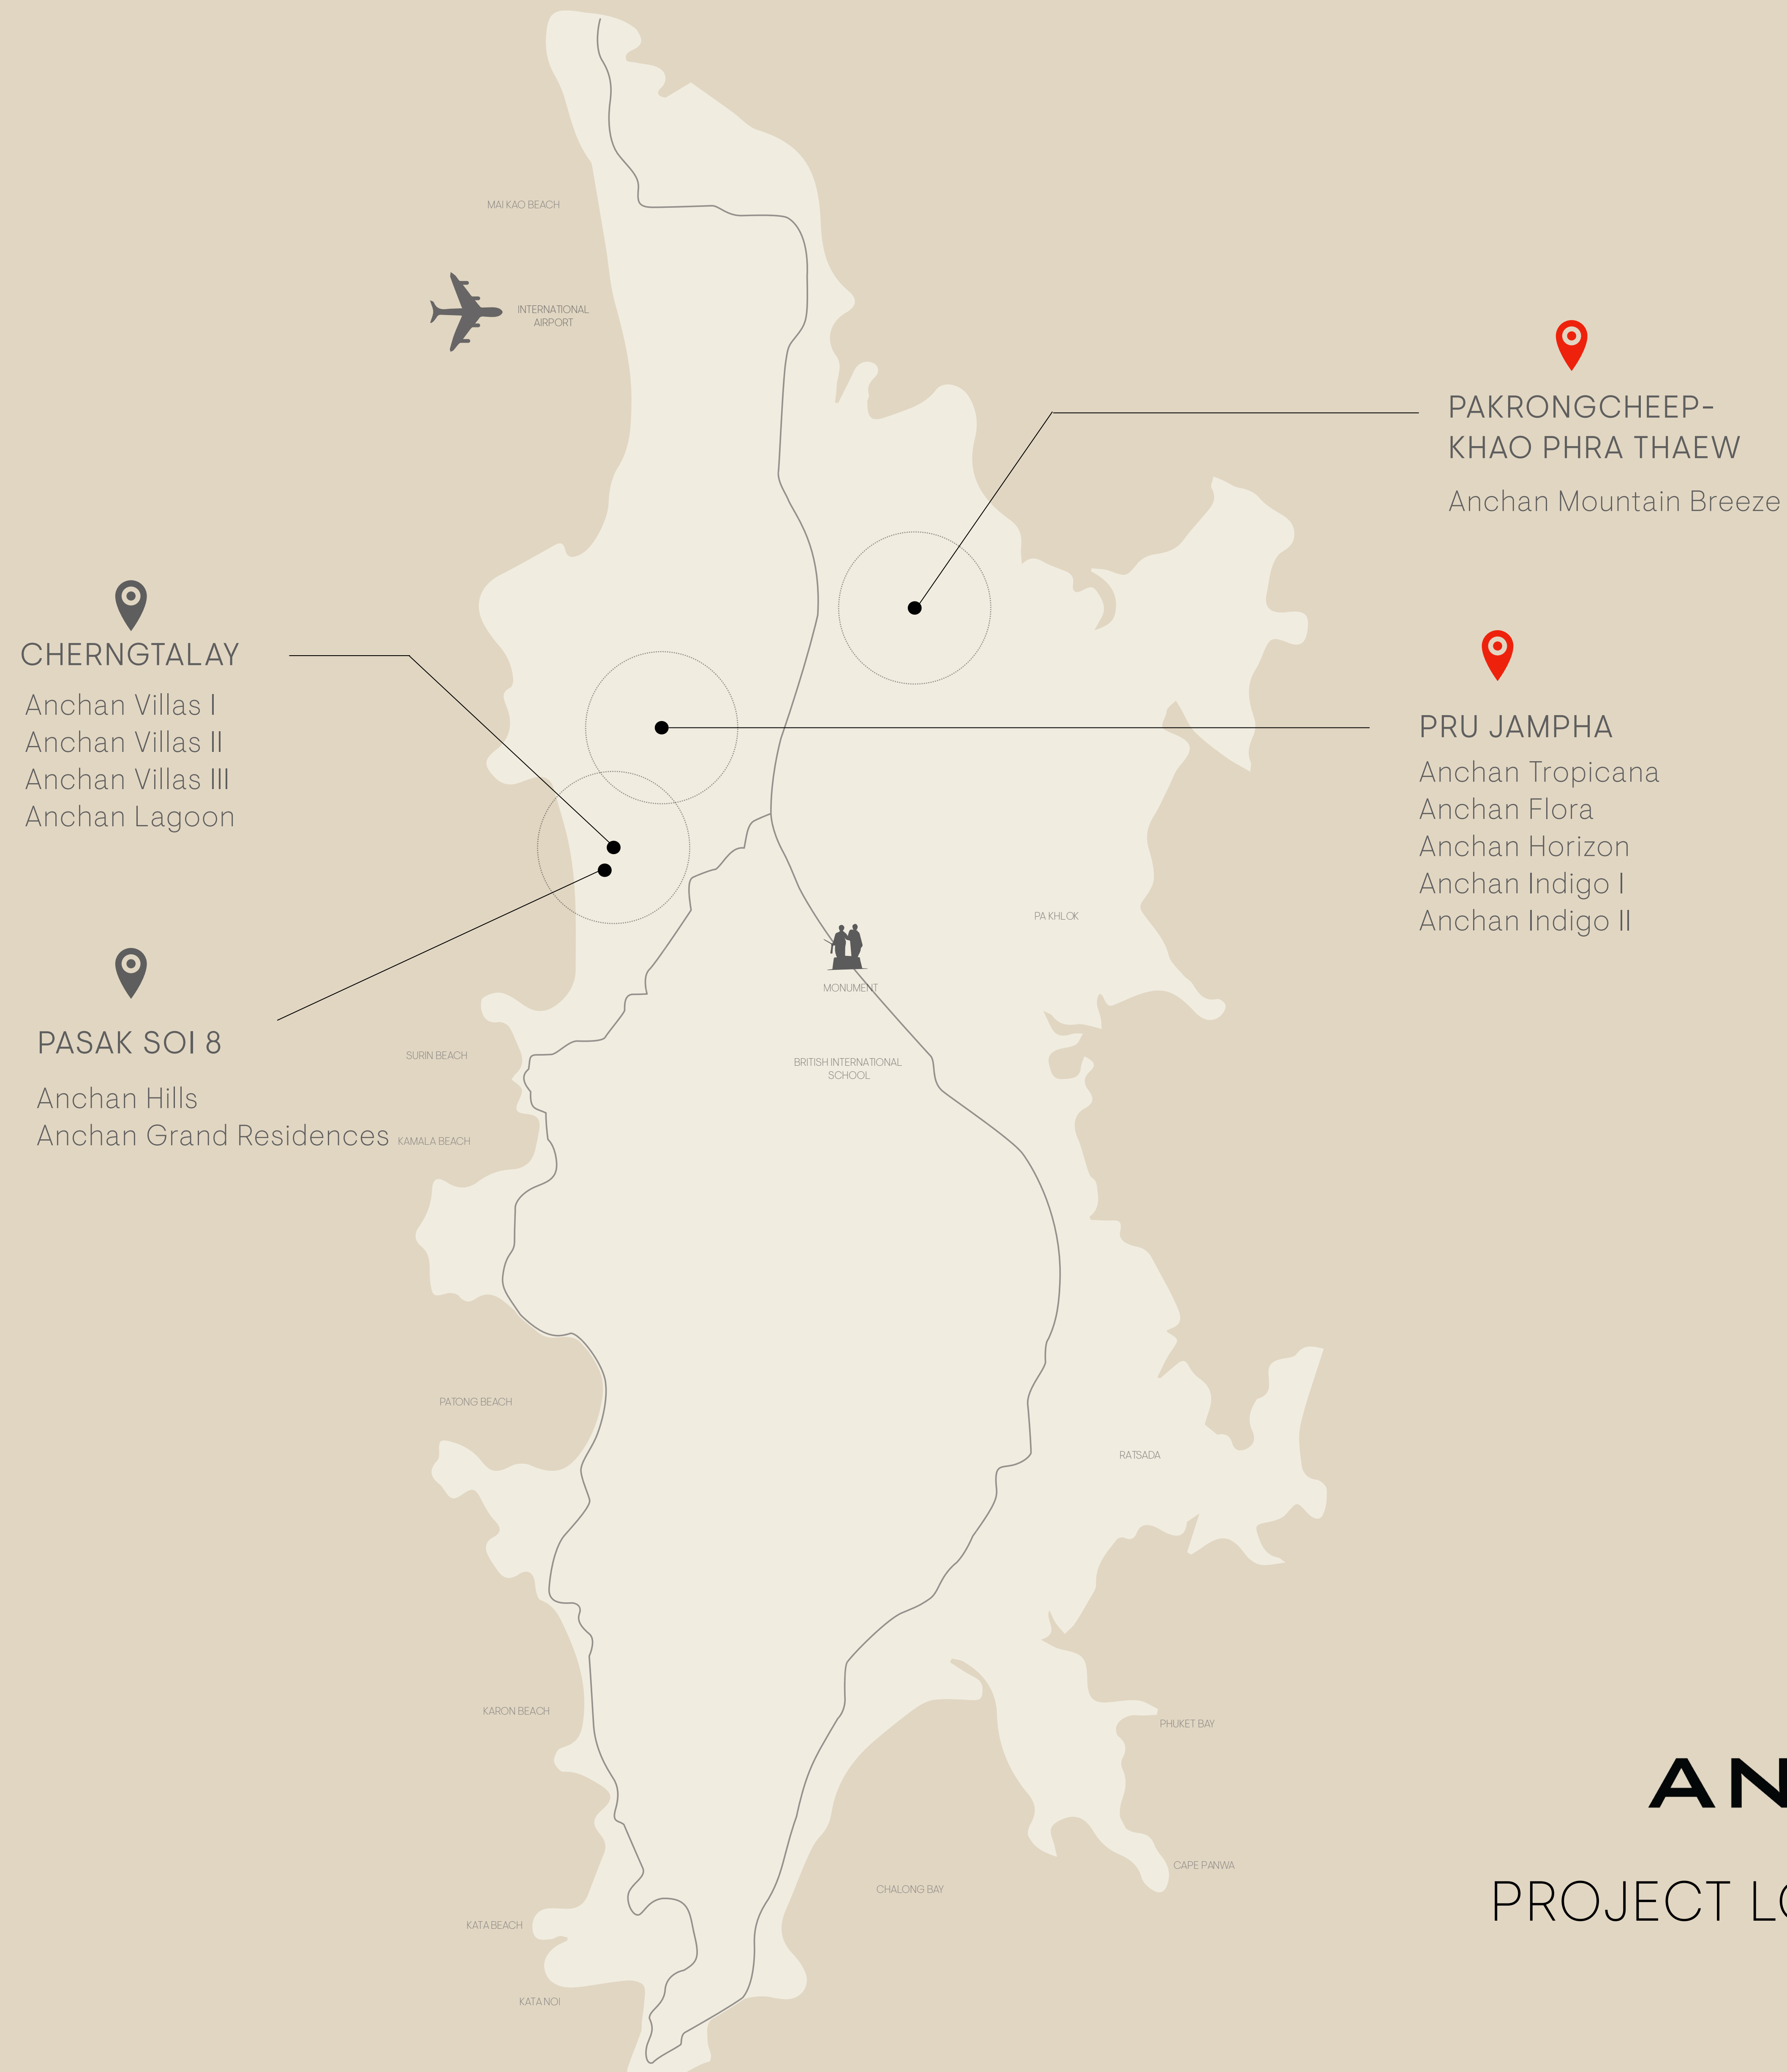 MAI KAO BEACH
INTERNATIONAL
AIRPORT
PAKRONGCHEEP-
KHAO PHRA THAEW
Anchan Mountain Breeze
CHERNGTALAY
Anchan Villas I
Anchan Villas II
Anchan Villas III
Anchan Lagoon
PRU JAMPHA
Anchan Tropicana
Anchan Flora
Anchan Horizon
Anchan Indigo I
Anchan Indigo II
PA KHLOK
MONUMENT
PASAK SOI 8
Anchan Hills
Anchan Grand Residences
SURIN BEACH
BRITISH INTERNATIONAL
SCHOOL
KAMALA BEACH
PATONG BEACH
RATSADA
KARON BEACH
PHUKET BAY
AN
CAPE PANWA
CHALONG BAY
PROJECT LO
KATA BEACH
KATA NOI